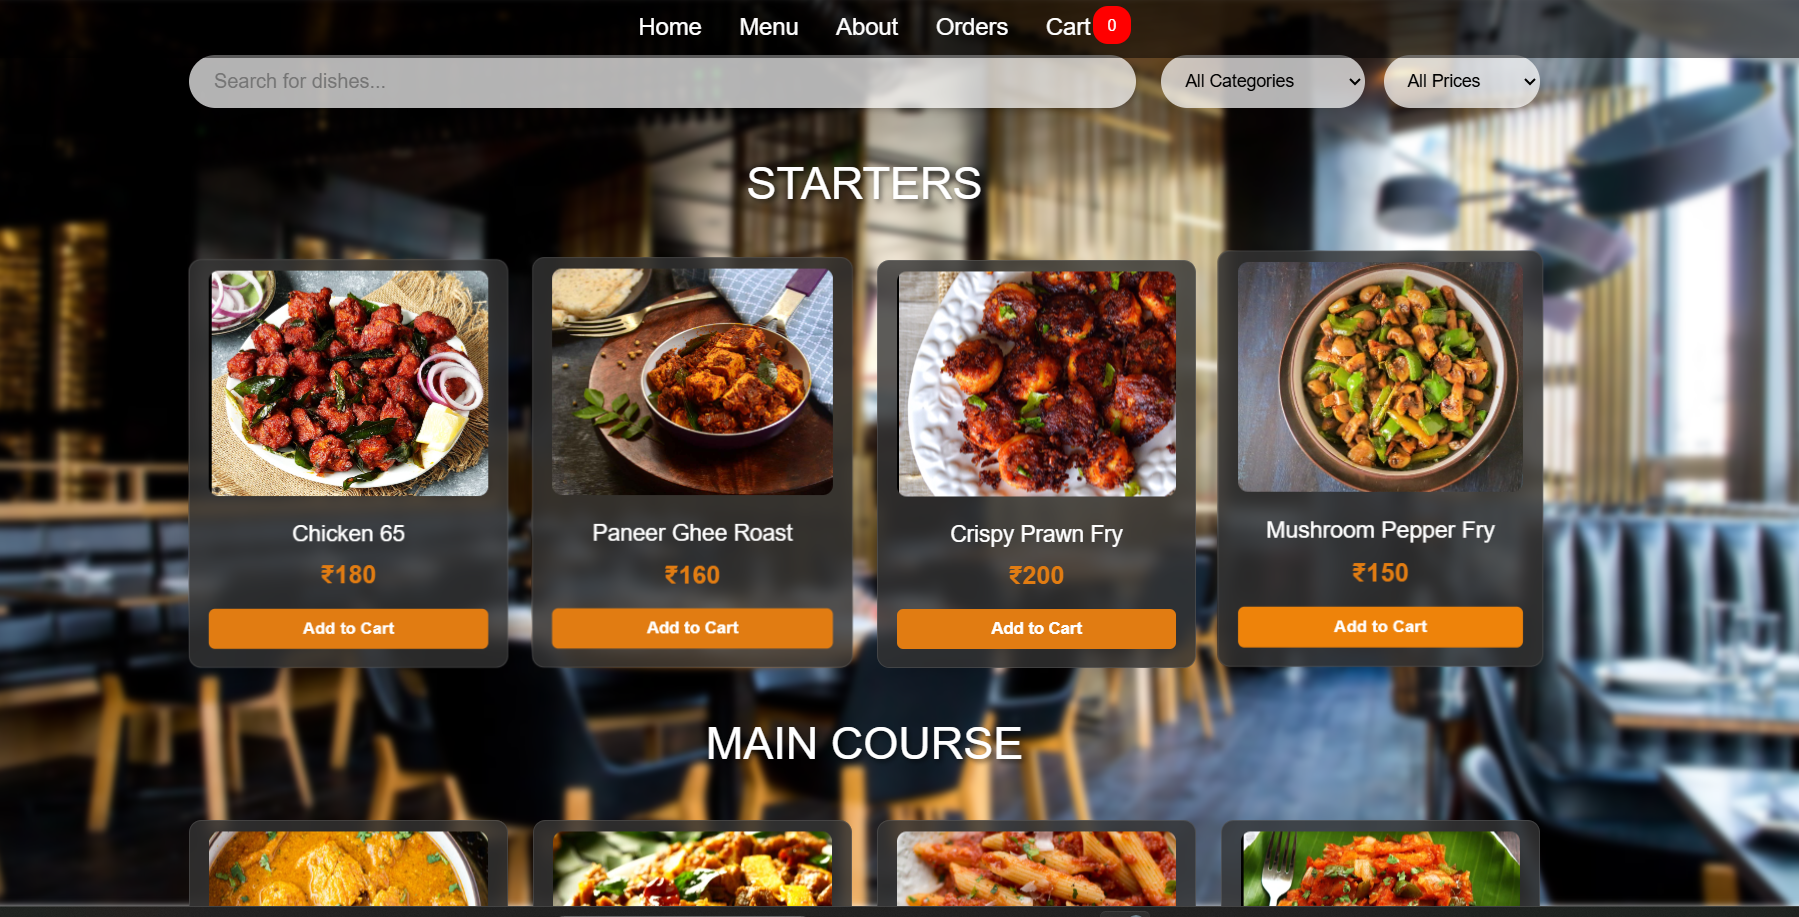 Home Menu About Orders Cart 0
Search for dishes... All Categories All Prices
STARTERS
Chicken 65 Paneer Ghee Roast Crispy Prawn Fry Mushroom Pepper Fry
₹180 ₹160 ₹200 ₹150
Add to Cart Add to Cart Add to Cart Add to Cart
MAIN COURSE